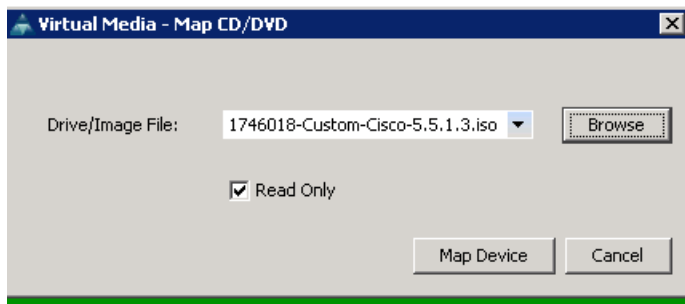 Virtual Media - Map CD/DVD
Drive/Image File: 1746018-Custom-Cisco-5.5.1.3.iso Browse
Read Only
Map Device Cancel